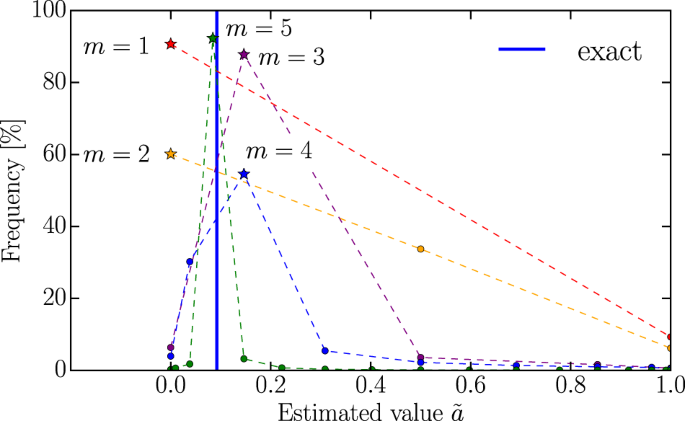 100
80
60
40
20
0
Frequency [%]
m = 1
m = 5
m = 3
m = 2
m = 4
exact
0.0
0.2
0.4
0.6
0.8
1.0
Estimated value ã